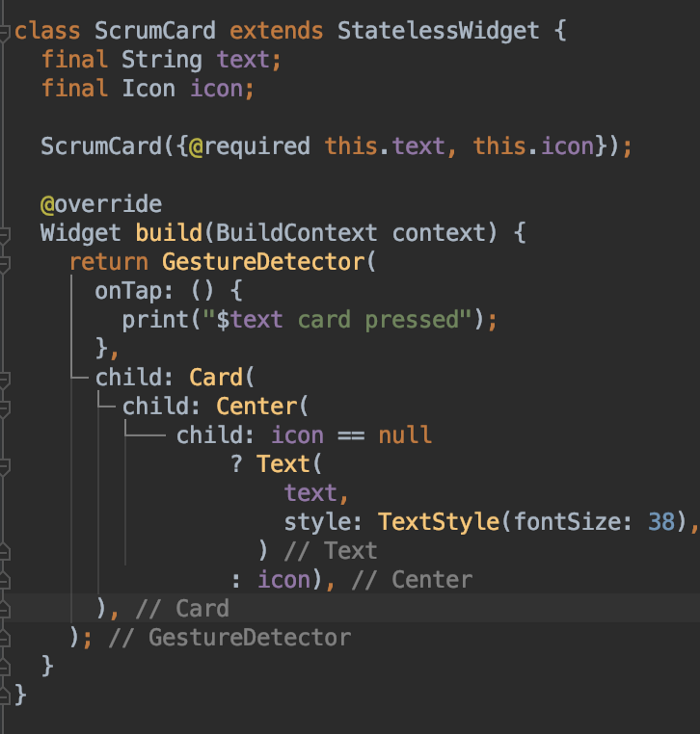 class ScrumCard extends StatelessWidget {
  final String text;
  final Icon icon;

  ScrumCard({@required this.text, this.icon});

  @override
  Widget build(BuildContext context) {
    return GestureDetector(
      onTap: () {
        print("$text card pressed");
      },
      child: Card(
        child: Center(
            child: icon == null
                ? Text(
                    text,
                    style: TextStyle(fontSize: 38),
                  ) // Text
                : icon), // Center
      ), // Card
    ); // GestureDetector
  }
}